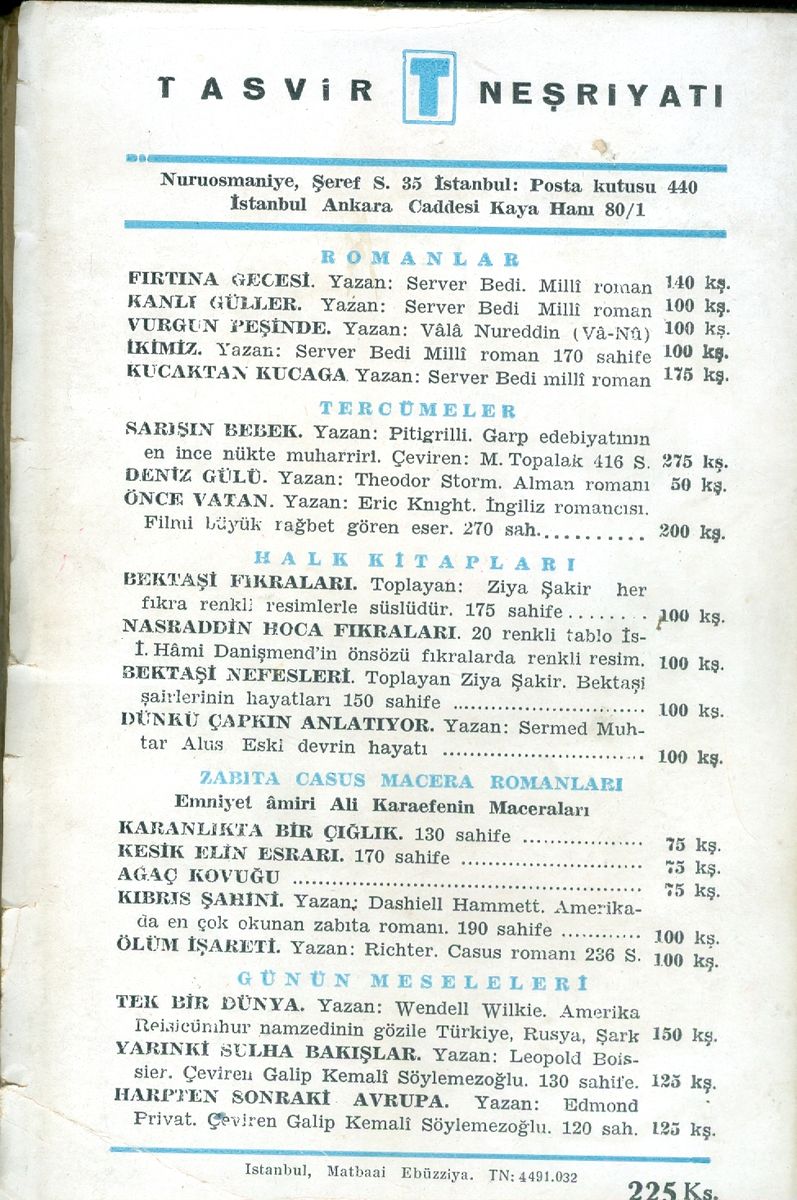 TASVİR T NEŞRİYATI
Nuruosmaniye, Şeref S. 35 İstanbul: Posta kutusu 440
İstanbul Ankara Caddesi Kaya Hanı 80/1
ROMANLAR
FIRTINA GECESİ. Yazan: Server Bedi. Millî roman 140 kş.
KANLI GÜLLER. Yazan: Server Bedi Millî roman 100 kş.
VURGUN PEŞİNDE. Yazan: Vâlâ Nureddin (Vâ-Nû) 100 kş.
İKİMİZ. Yazan: Server Bedi Millî roman 170 sahife 100 kş.
KUCAKTAN KUCAGA Yazan: Server Bedi millî roman 175 kş.
TERCÜMELER
SARIŞIN BEBEK. Yazan: Pitigrilli. Garp edebiyatının
en ince nükte muharriri. Çeviren: M. Topalak 416 S. 275 kş.
DENİZ GÜLÜ. Yazan: Theodor Storm. Alman romanı 50 kş.
ÖNCE VATAN. Yazan: Eric Knight. İngiliz romancısı.
Filmi büyük rağbet gören eser. 270 sah........... 200 kş.
HALK KİTAPLARI
BEKTAŞİ FIKRALARI. Toplayan: Ziya Şakir her
fıkra renkli resimlerle süslüdür. 175 sahife ........ 100 kş.
NASRADDİN HOCA FIKRALARI. 20 renkli tablo İs-
İ. Hâmi Danişmend'in önsözü fıkralarda renkli resim. 100 kş.
BEKTAŞİ NEFESLERİ. Toplayan Ziya Şakir. Bektaşi
şairlerinin hayatları 150 sahife .............................. 100 kş.
DÜNKÜ ÇAPKIN ANLATIYOR. Yazan: Sermed Muh-
tar Alus Eski devrin hayatı ................................ 100 kş.
ZABITA CASUS MACERA ROMANLARI
Emniyet âmiri Ali Karaefenin Maceraları
KARANLIKTA BİR ÇIĞLIK. 130 sahife .................. 75 kş.
KESİK ELİN ESRARI. 170 sahife ............................ 75 kş.
AĞAÇ KOVUĞU .................................................. 75 kş.
KIBRIS ŞAHİNİ. Yazan: Dashiell Hammett. Amerika-
da en çok okunan zabıta romanı. 190 sahife ............ 100 kş.
ÖLÜM İŞARETİ. Yazan: Richter. Casus romanı 236 S. 100 kş.
GÜNÜN MESELELERİ
TEK BİR DÜNYA. Yazan: Wendell Wilkie. Amerika
Reisicümhur namzedinin gözile Türkiye, Rusya, Şark 150 kş.
YARINKİ SULHA BAKIŞLAR. Yazan: Leopold Bois-
sier. Çeviren Galip Kemalî Söylemezoğlu. 130 sahife. 125 kş.
HARPTEN SONRAKİ AVRUPA. Yazan: Edmond
Privat. Çeviren Galip Kemalî Söylemezoğlu. 120 sah. 125 kş.
Istanbul, Matbaai Ebüzziya. TN: 4491.032
225 Ks.